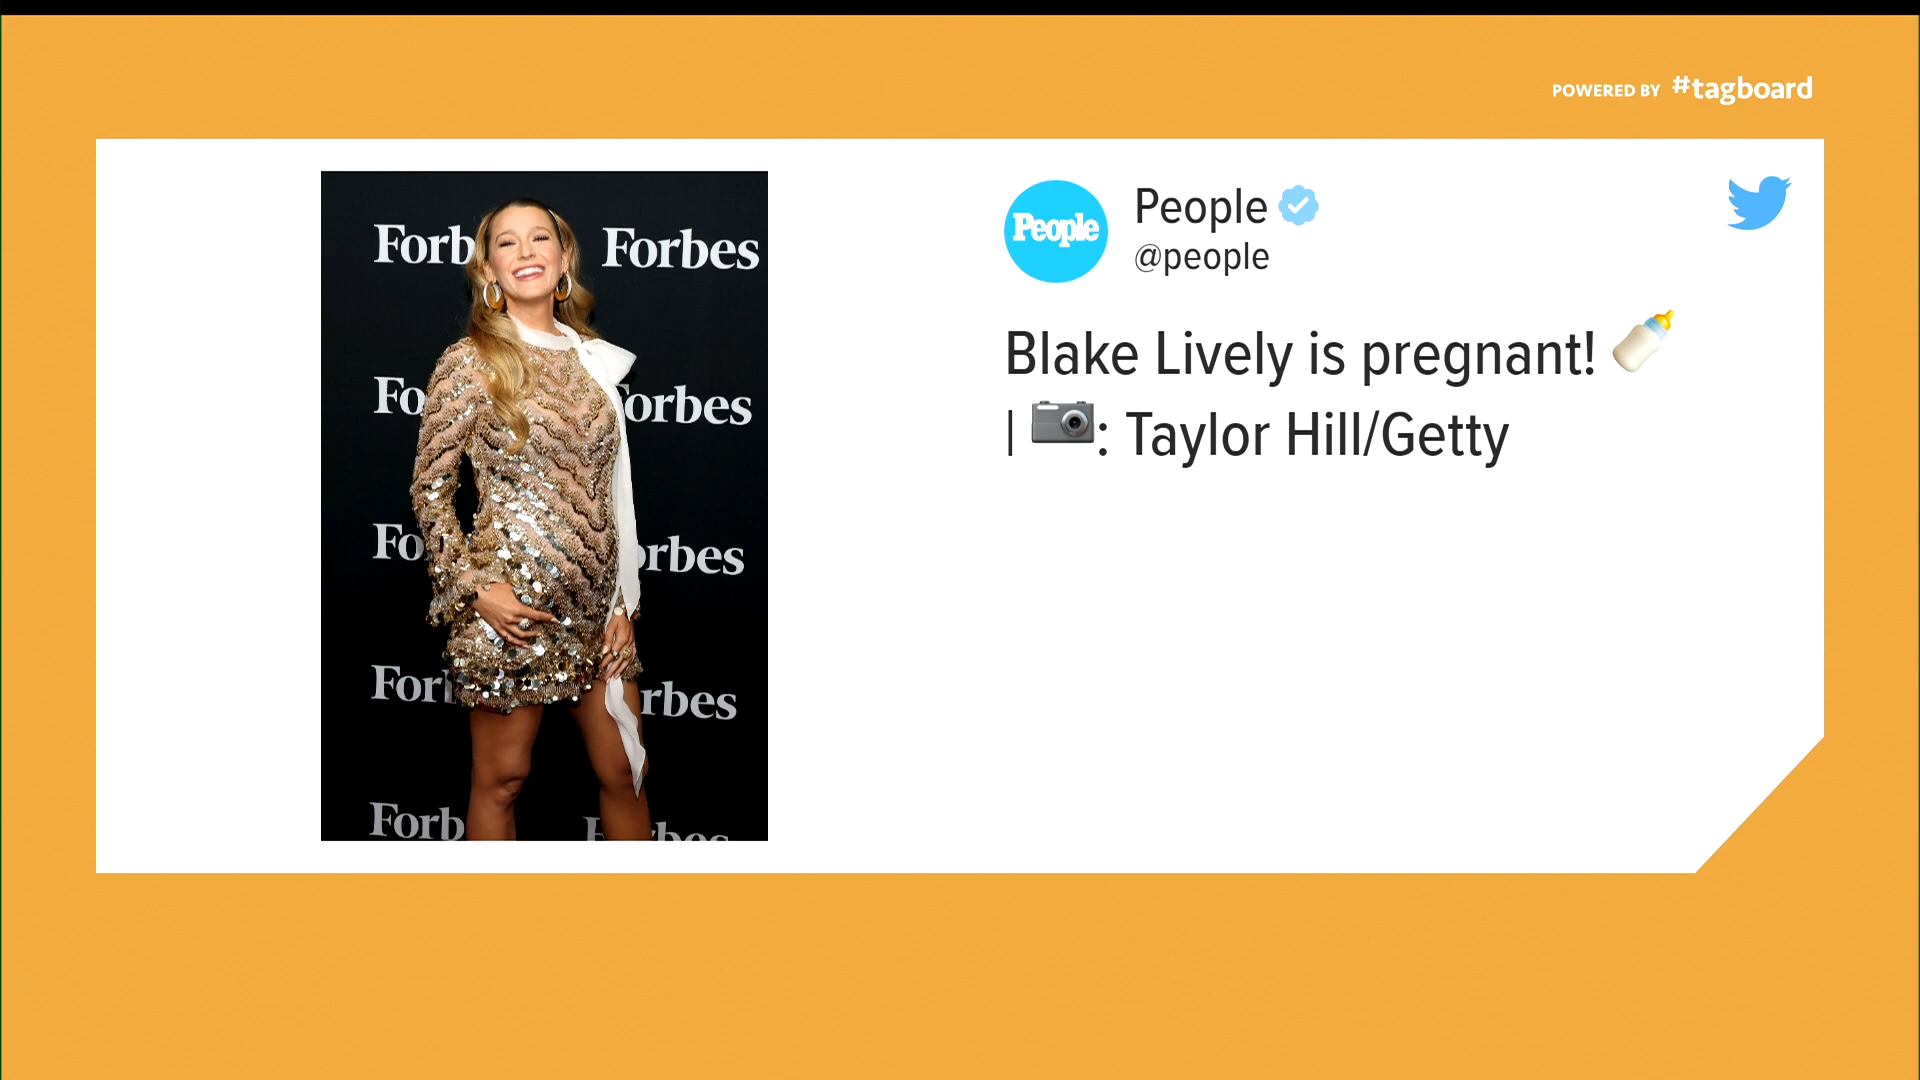 POWERED BY #tagboard
People
People
@people
Blake Lively is pregnant! 🍼
| 📷: Taylor Hill/Getty
Forb Forbes
Fo orbes
Fo orbes
For rbes
Forb F rbes